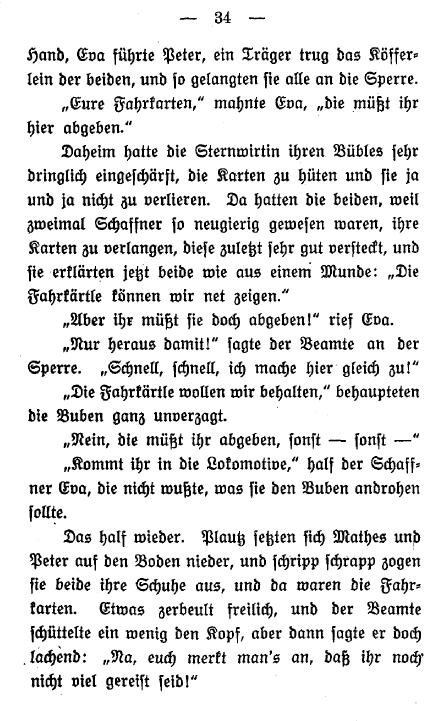 — 34 —
Hand, Eva führte Peter, ein Träger trug das Köffer-
lein der beiden, und so gelangten sie alle an die Sperre.
„Eure Fahrkarten,“ mahnte Eva, „die müßt ihr
hier abgeben.“
Daheim hatte die Sternwirtin ihren Bübles sehr
dringlich eingeschärft, die Karten zu hüten und sie ja
und ja nicht zu verlieren. Da hatten die beiden, weil
zweimal Schaffner so neugierig gewesen waren, ihre
Karten zu verlangen, diese zuletzt sehr gut versteckt, und
sie erklärten jetzt beide wie aus einem Munde: „Die
Fahrkärtle können wir net zeigen.“
„Aber ihr müßt sie doch abgeben!“ rief Eva.
„Nur heraus damit!“ sagte der Beamte an der
Sperre. „Schnell, schnell, ich mache hier gleich zu!“
„Die Fahrkärtle wollen wir behalten,“ behaupteten
die Buben ganz unverzagt.
„Nein, die müßt ihr abgeben, sonst — sonst —“
„Kommt ihr in die Lokomotive,“ half der Schaff-
ner Eva, die nicht wußte, was sie den Buben androhen
sollte.
Das half wieder. Plautz setzten sich Mathes und
Peter auf den Boden nieder, und schripp schrapp zogen
sie beide ihre Schuhe aus, und da waren die Fahr-
karten. Etwas zerbeult freilich, und der Beamte
schüttelte ein wenig den Kopf, aber dann sagte er doch
lachend: „Na, euch merkt man's an, daß ihr noch
nicht viel gereist seid!“